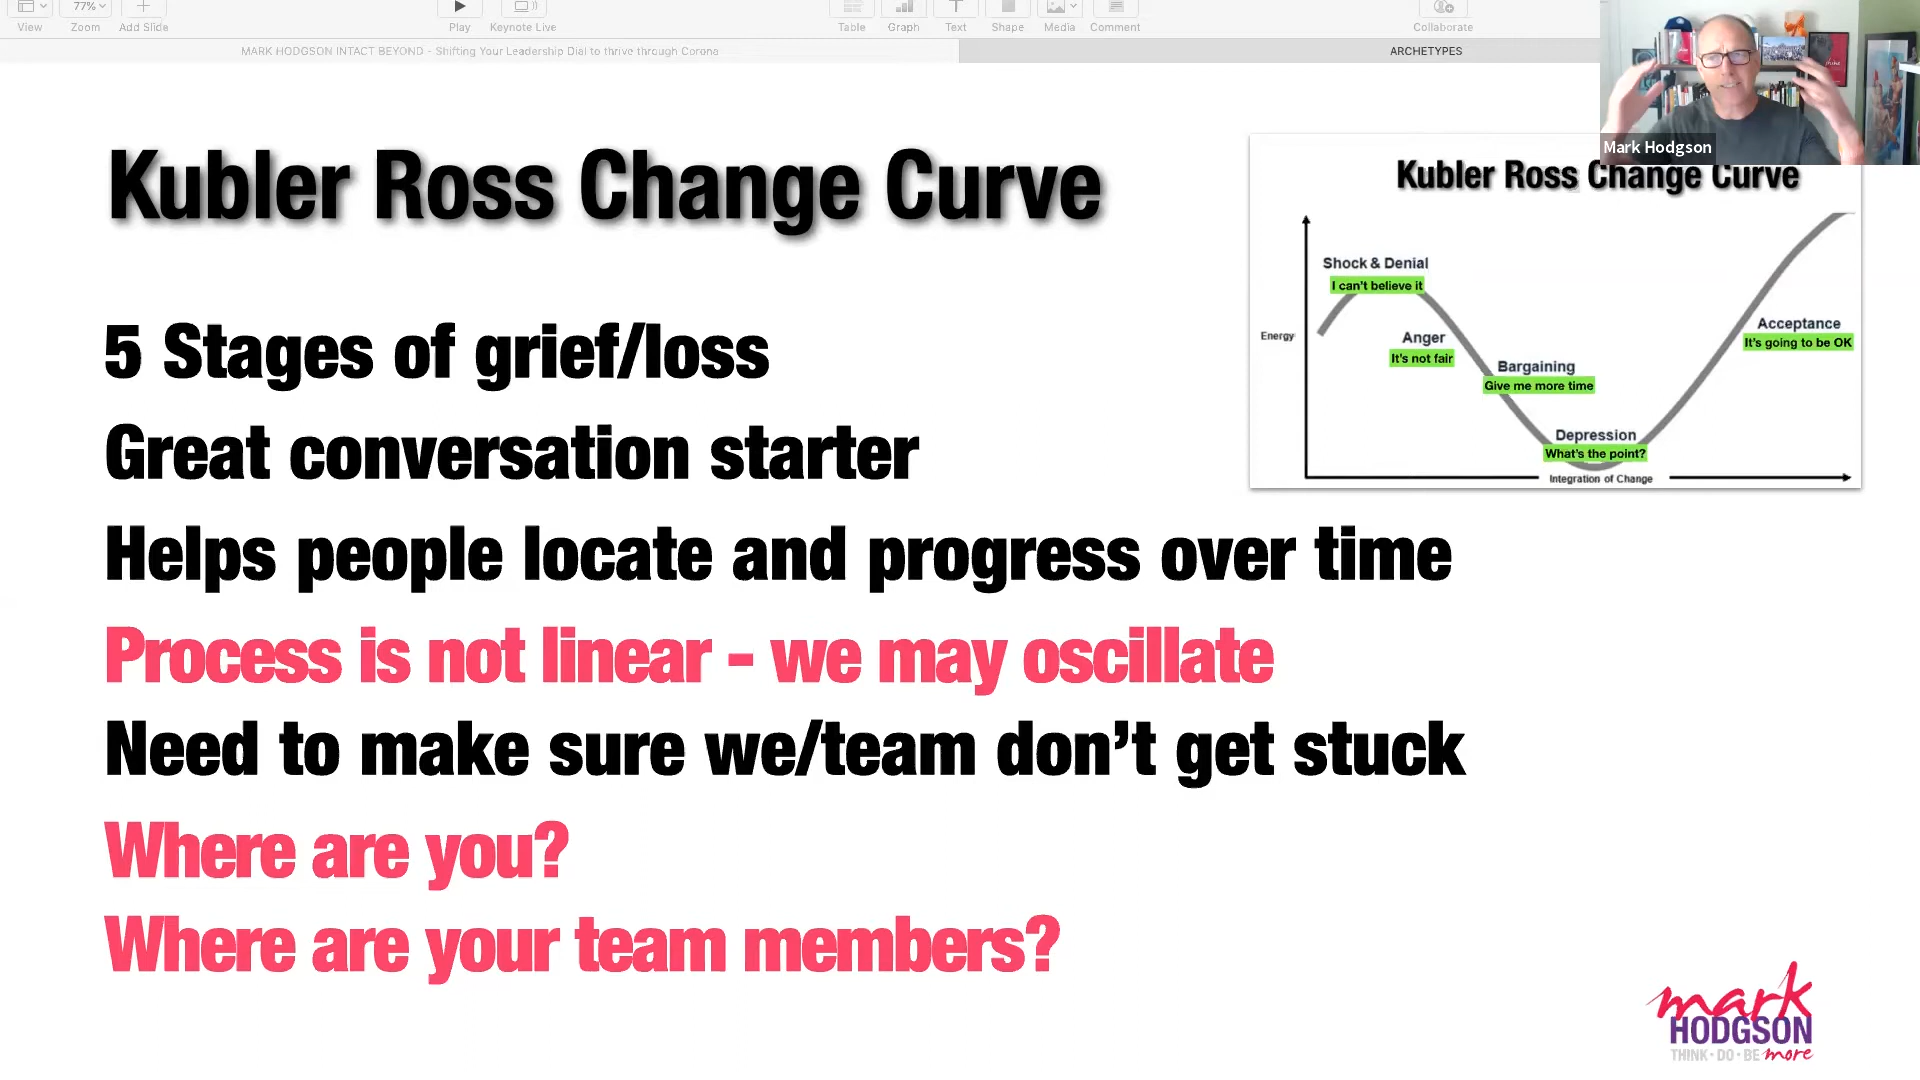 77%
View
Zoom
Add Slide
Play
Keynote Live
Table
Graph
Text
Shape
Media
Comment
Collaborate
MARK HODGSON INTACT BEYOND - Shifting Your Leadership Dial to thrive through Corona
ARCHETYPES
Mark Hodgson
Kubler Ross Change Curve
5 Stages of grief/loss
Great conversation starter
Helps people locate and progress over time
Process is not linear - we may oscillate
Need to make sure we/team don’t get stuck
Where are you?
Where are your team members?
Kubler Ross Change Curve
Shock & Denial
I can’t believe it
Energy
Anger
It’s not fair
Bargaining
Give me more time
Acceptance
It’s going to be OK
Depression
What’s the point?
Integration of Change
mark
HODGSON
THINK • DO • BE more